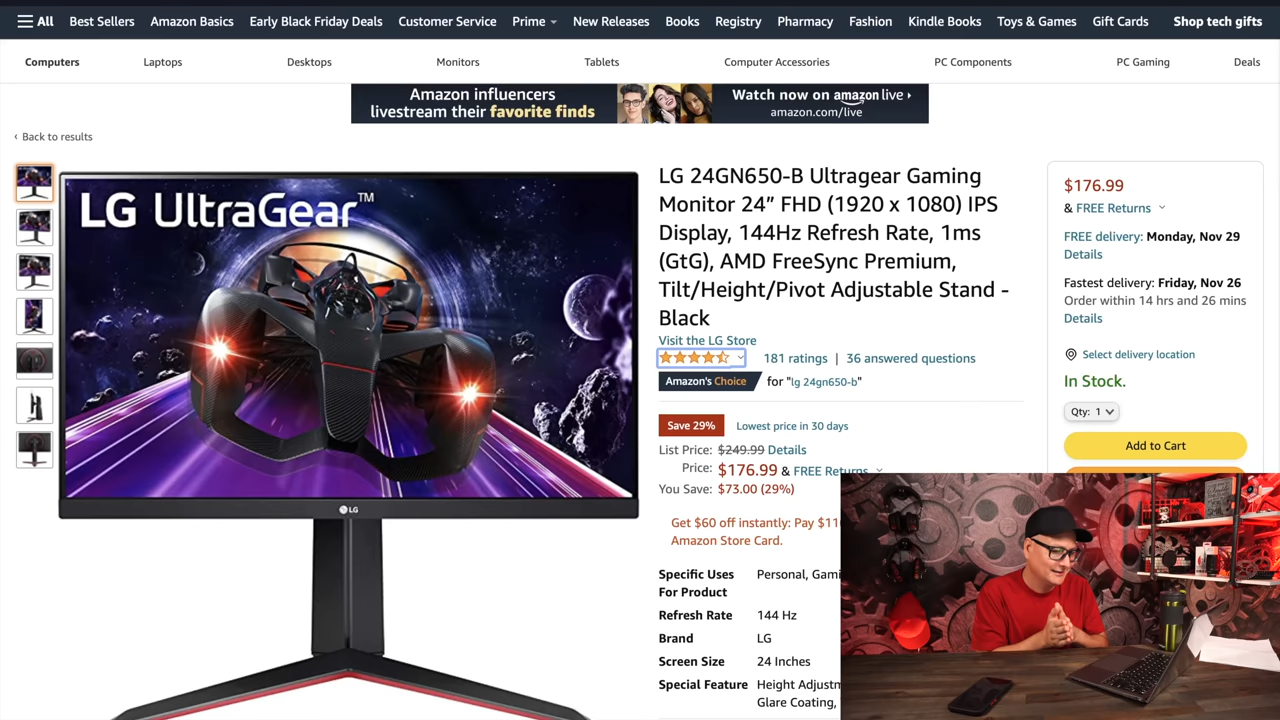 All Best Sellers Amazon Basics Early Black Friday Deals Customer Service Prime New Releases Books Registry Pharmacy Fashion Kindle Books Toys & Games Gift Cards Shop tech gifts
Computers Laptops Desktops Monitors Tablets Computer Accessories PC Components PC Gaming Deals
Amazon influencers
livestream their favorite finds
Watch now on amazon live
amazon.com/live
‹ Back to results
LG UltraGear™
LG
LG 24GN650-B Ultragear Gaming
Monitor 24” FHD (1920 x 1080) IPS
Display, 144Hz Refresh Rate, 1ms
(GtG), AMD FreeSync Premium,
Tilt/Height/Pivot Adjustable Stand -
Black
Visit the LG Store
181 ratings | 36 answered questions
Amazon's Choice for "lg 24gn650-b"
Save 29% Lowest price in 30 days
List Price: $249.99 Details
Price: $176.99 & FREE Returns
You Save: $73.00 (29%)
Get $60 off instantly: Pay $11
Amazon Store Card.
Specific Uses For Product Personal, Gami
Refresh Rate 144 Hz
Brand LG
Screen Size 24 Inches
Special Feature Height Adjustm
Glare Coating,
$176.99
& FREE Returns
FREE delivery: Monday, Nov 29
Details
Fastest delivery: Friday, Nov 26
Order within 14 hrs and 26 mins
Details
Select delivery location
In Stock.
Qty: 1
Add to Cart